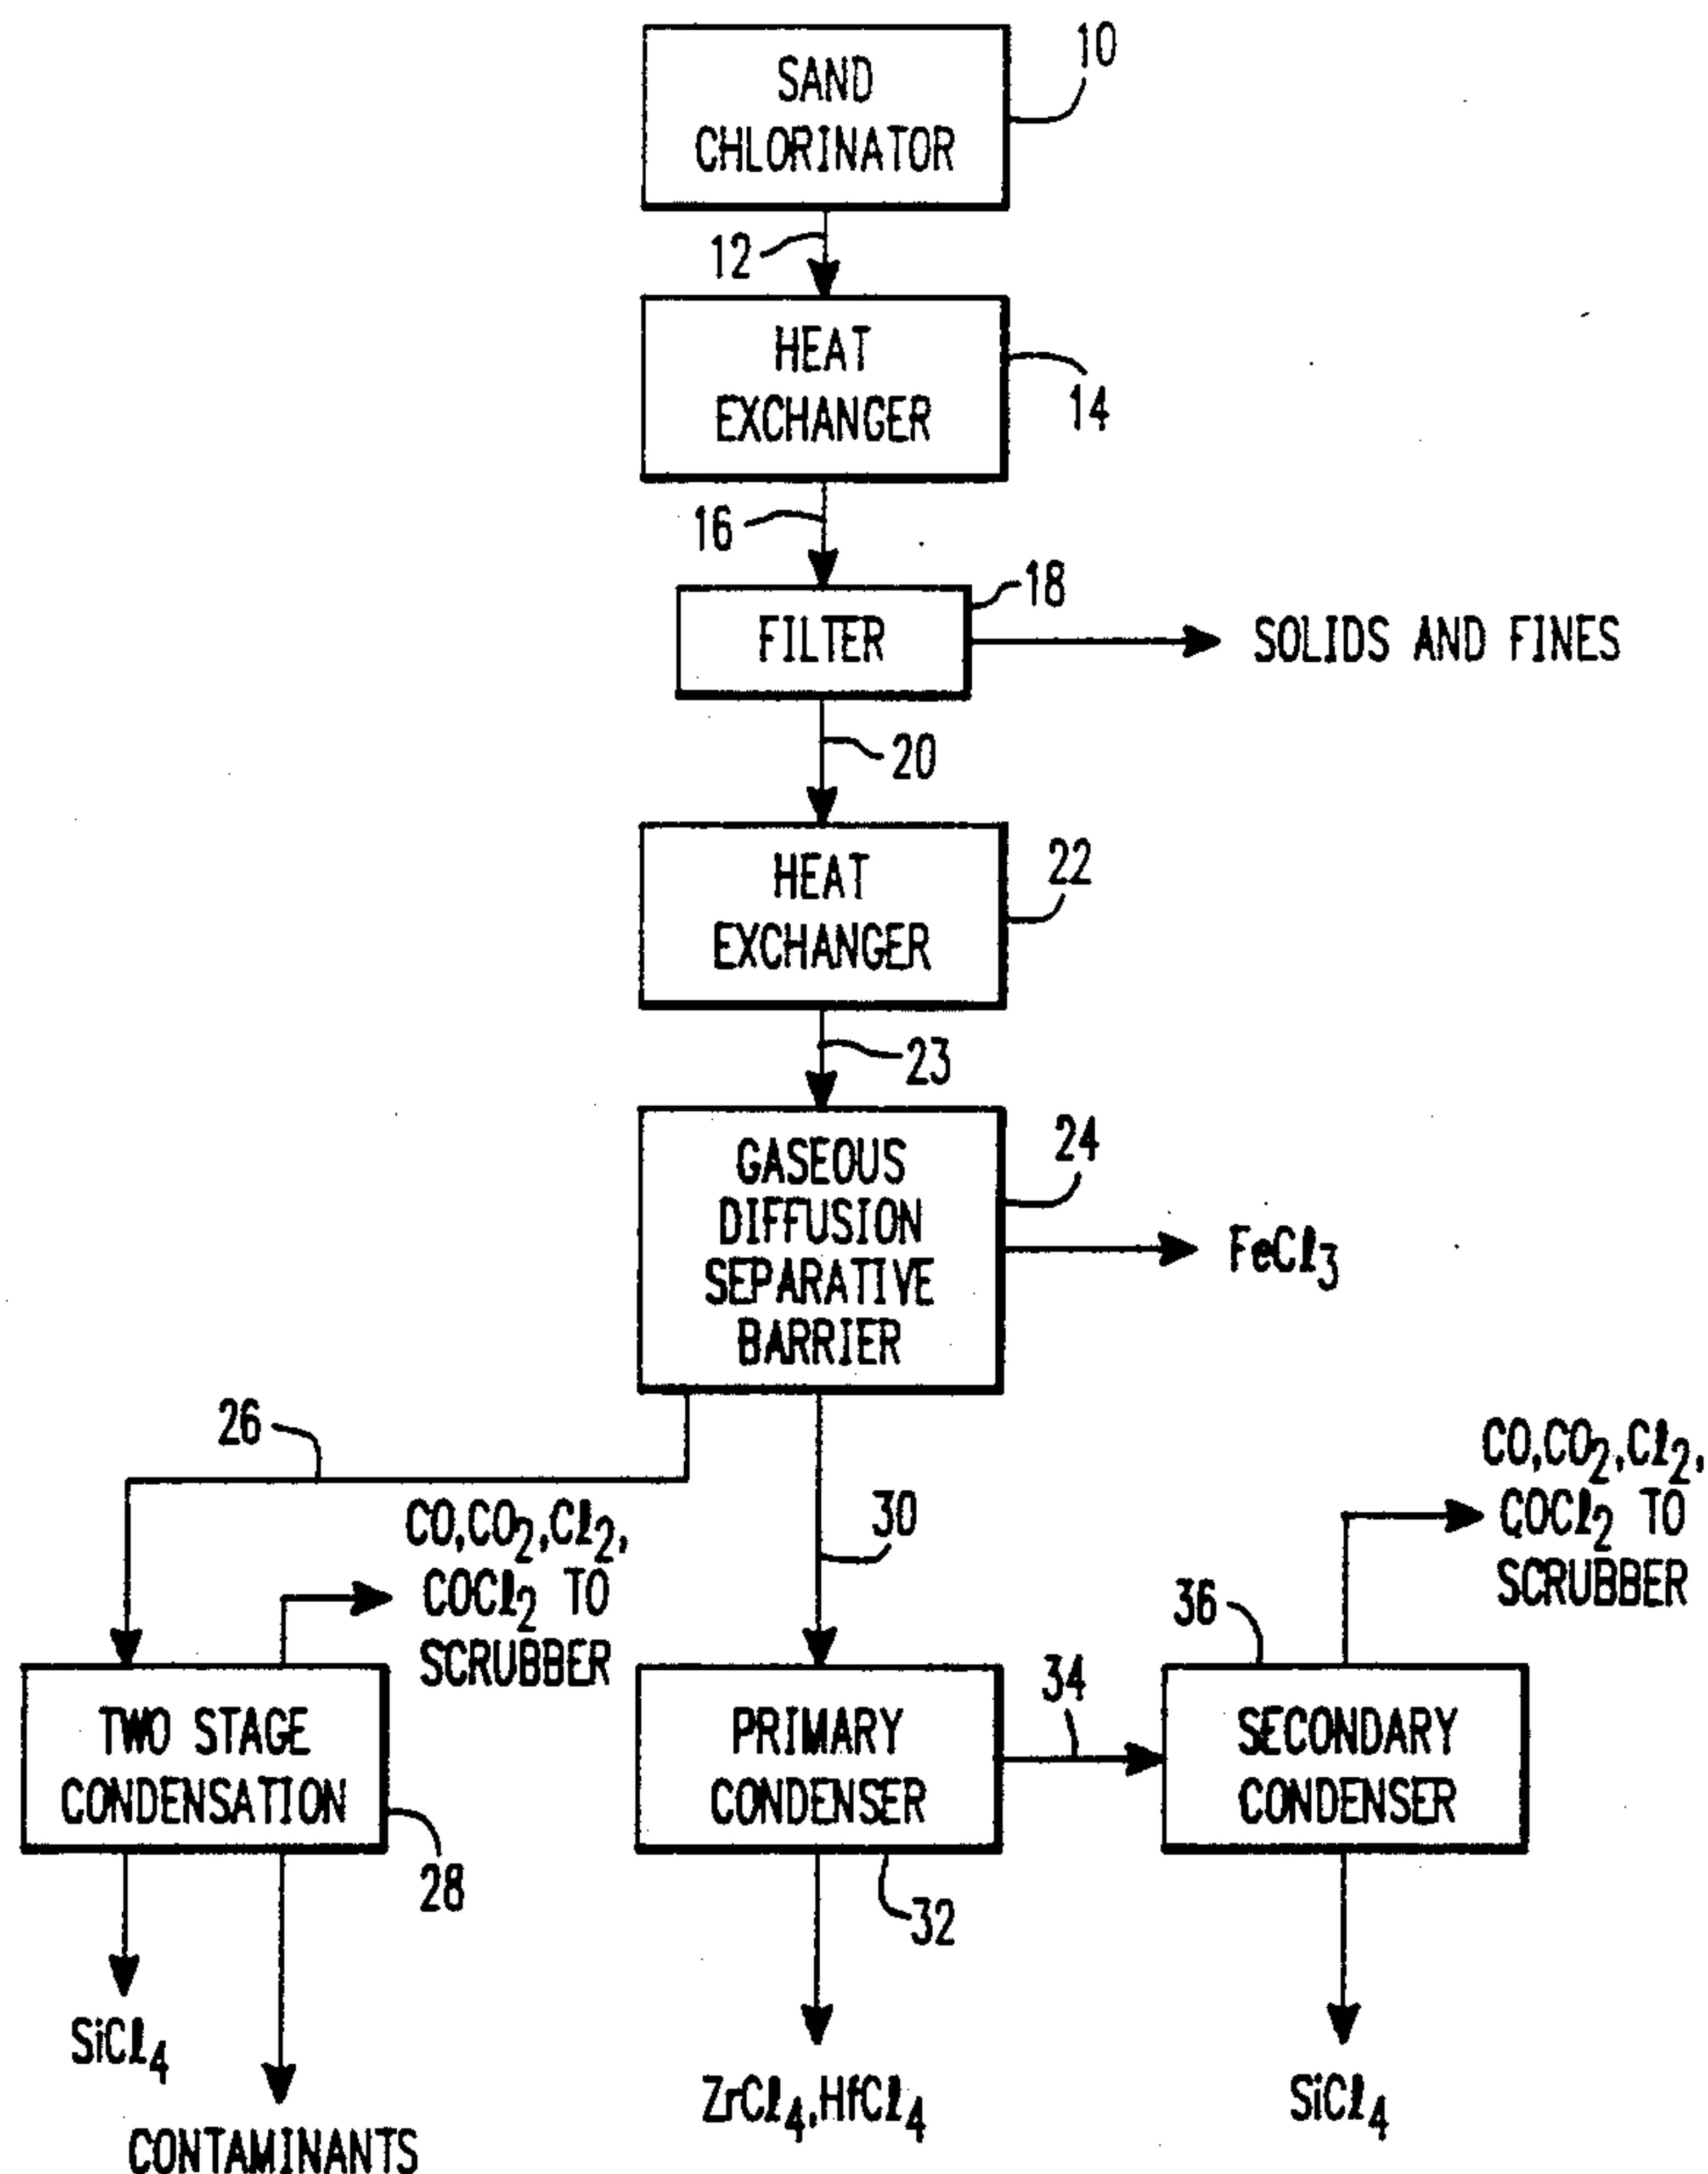 SAND
CHLORINATOR
10
12
HEAT
EXCHANGER
14
16
FILTER
18
SOLIDS AND FINES
20
HEAT
EXCHANGER
22
23
GASEOUS
DIFFUSION
SEPARATIVE
BARRIER
24
FeCl3
26
30
CO,CO2,Cl2,
COCl2 TO
SCRUBBER
CO,CO2,Cl2,
COCl2 TO
SCRUBBER
TWO STAGE
CONDENSATION
28
PRIMARY
CONDENSER
32
34
36
SECONDARY
CONDENSER
SiCl4
CONTAMINANTS
ZrCl4,HfCl4
SiCl4